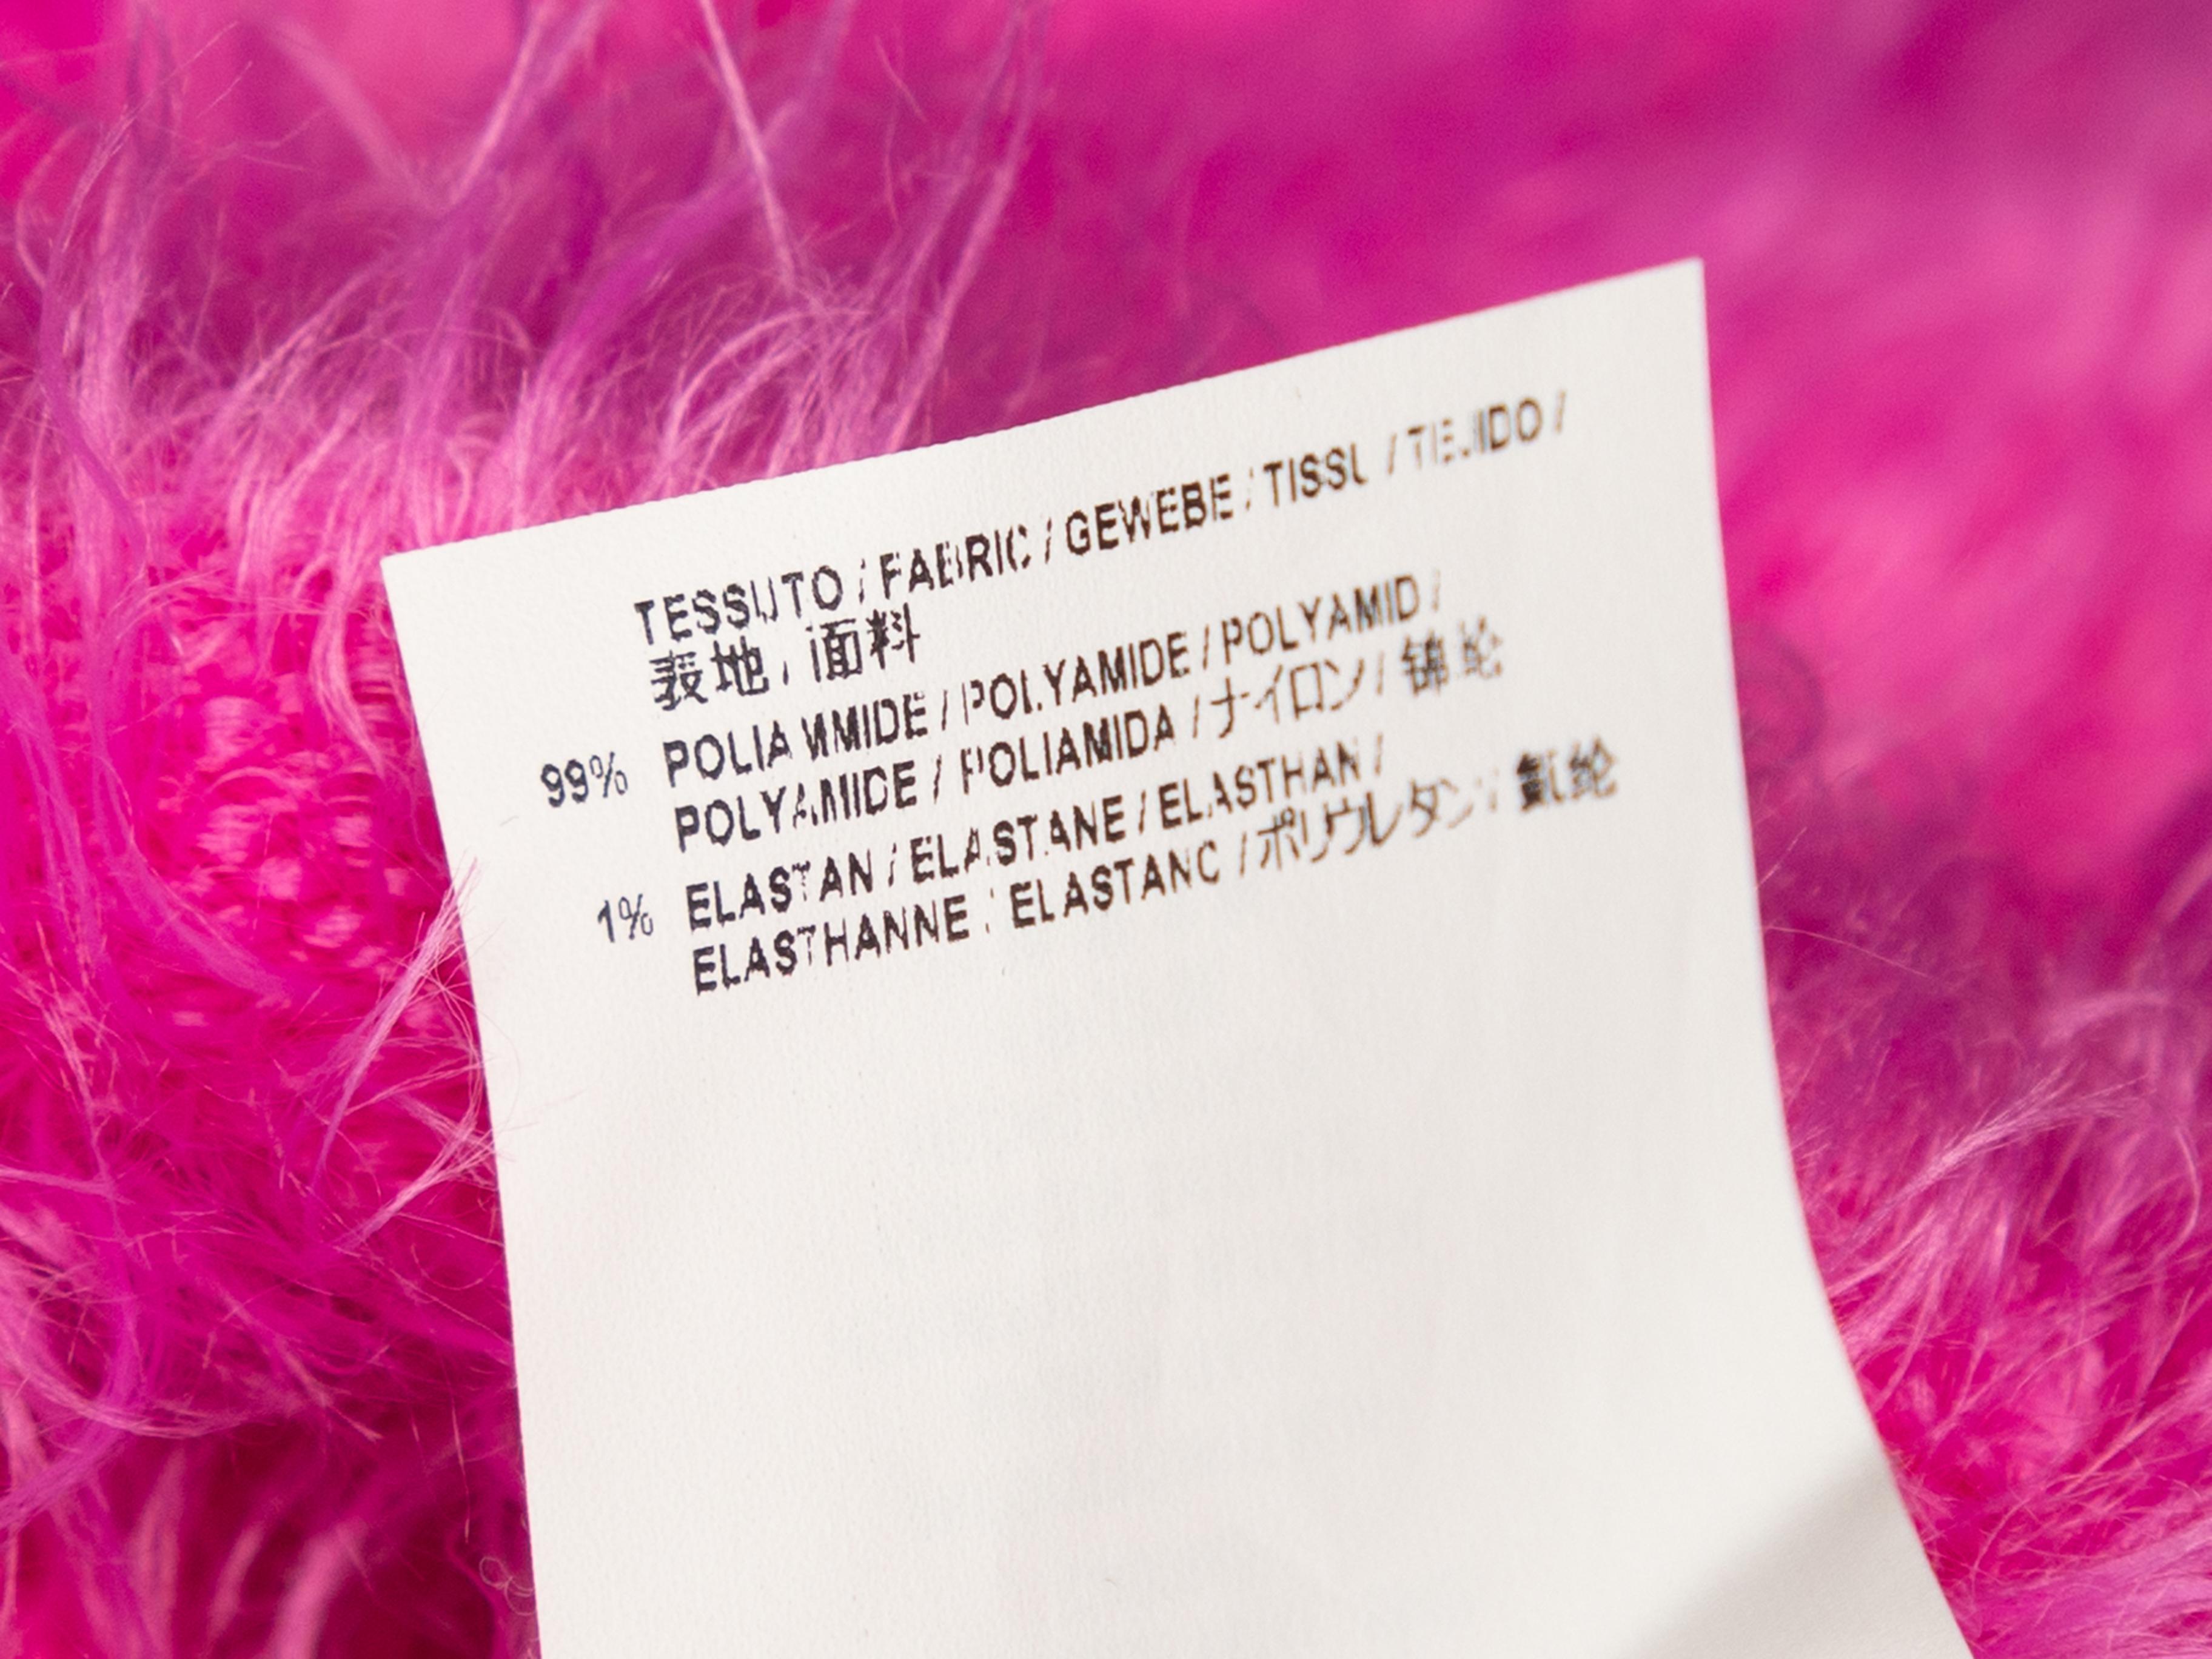 TESSUTO / FABRIC / GEWEBE / TISSU / TEJIDO /
表地 / 面料
99% POLIAMMIDE / POLYAMIDE / POLYAMID /
POLYAMIDE / POLIAMIDA / ナイロン / 锦纶
1% ELASTAN / ELASTANE / ELASTHAN /
ELASTHANNE / ELASTANO / ポリウレタン / 氨纶